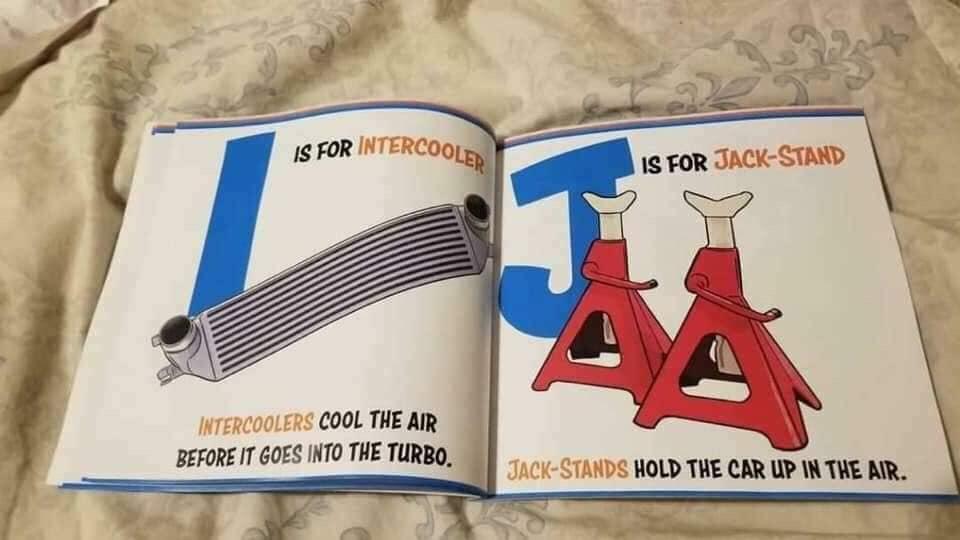 I IS FOR INTERCOOLER
INTERCOOLERS COOL THE AIR
BEFORE IT GOES INTO THE TURBO.
J IS FOR JACK-STAND
JACK-STANDS HOLD THE CAR UP IN THE AIR.